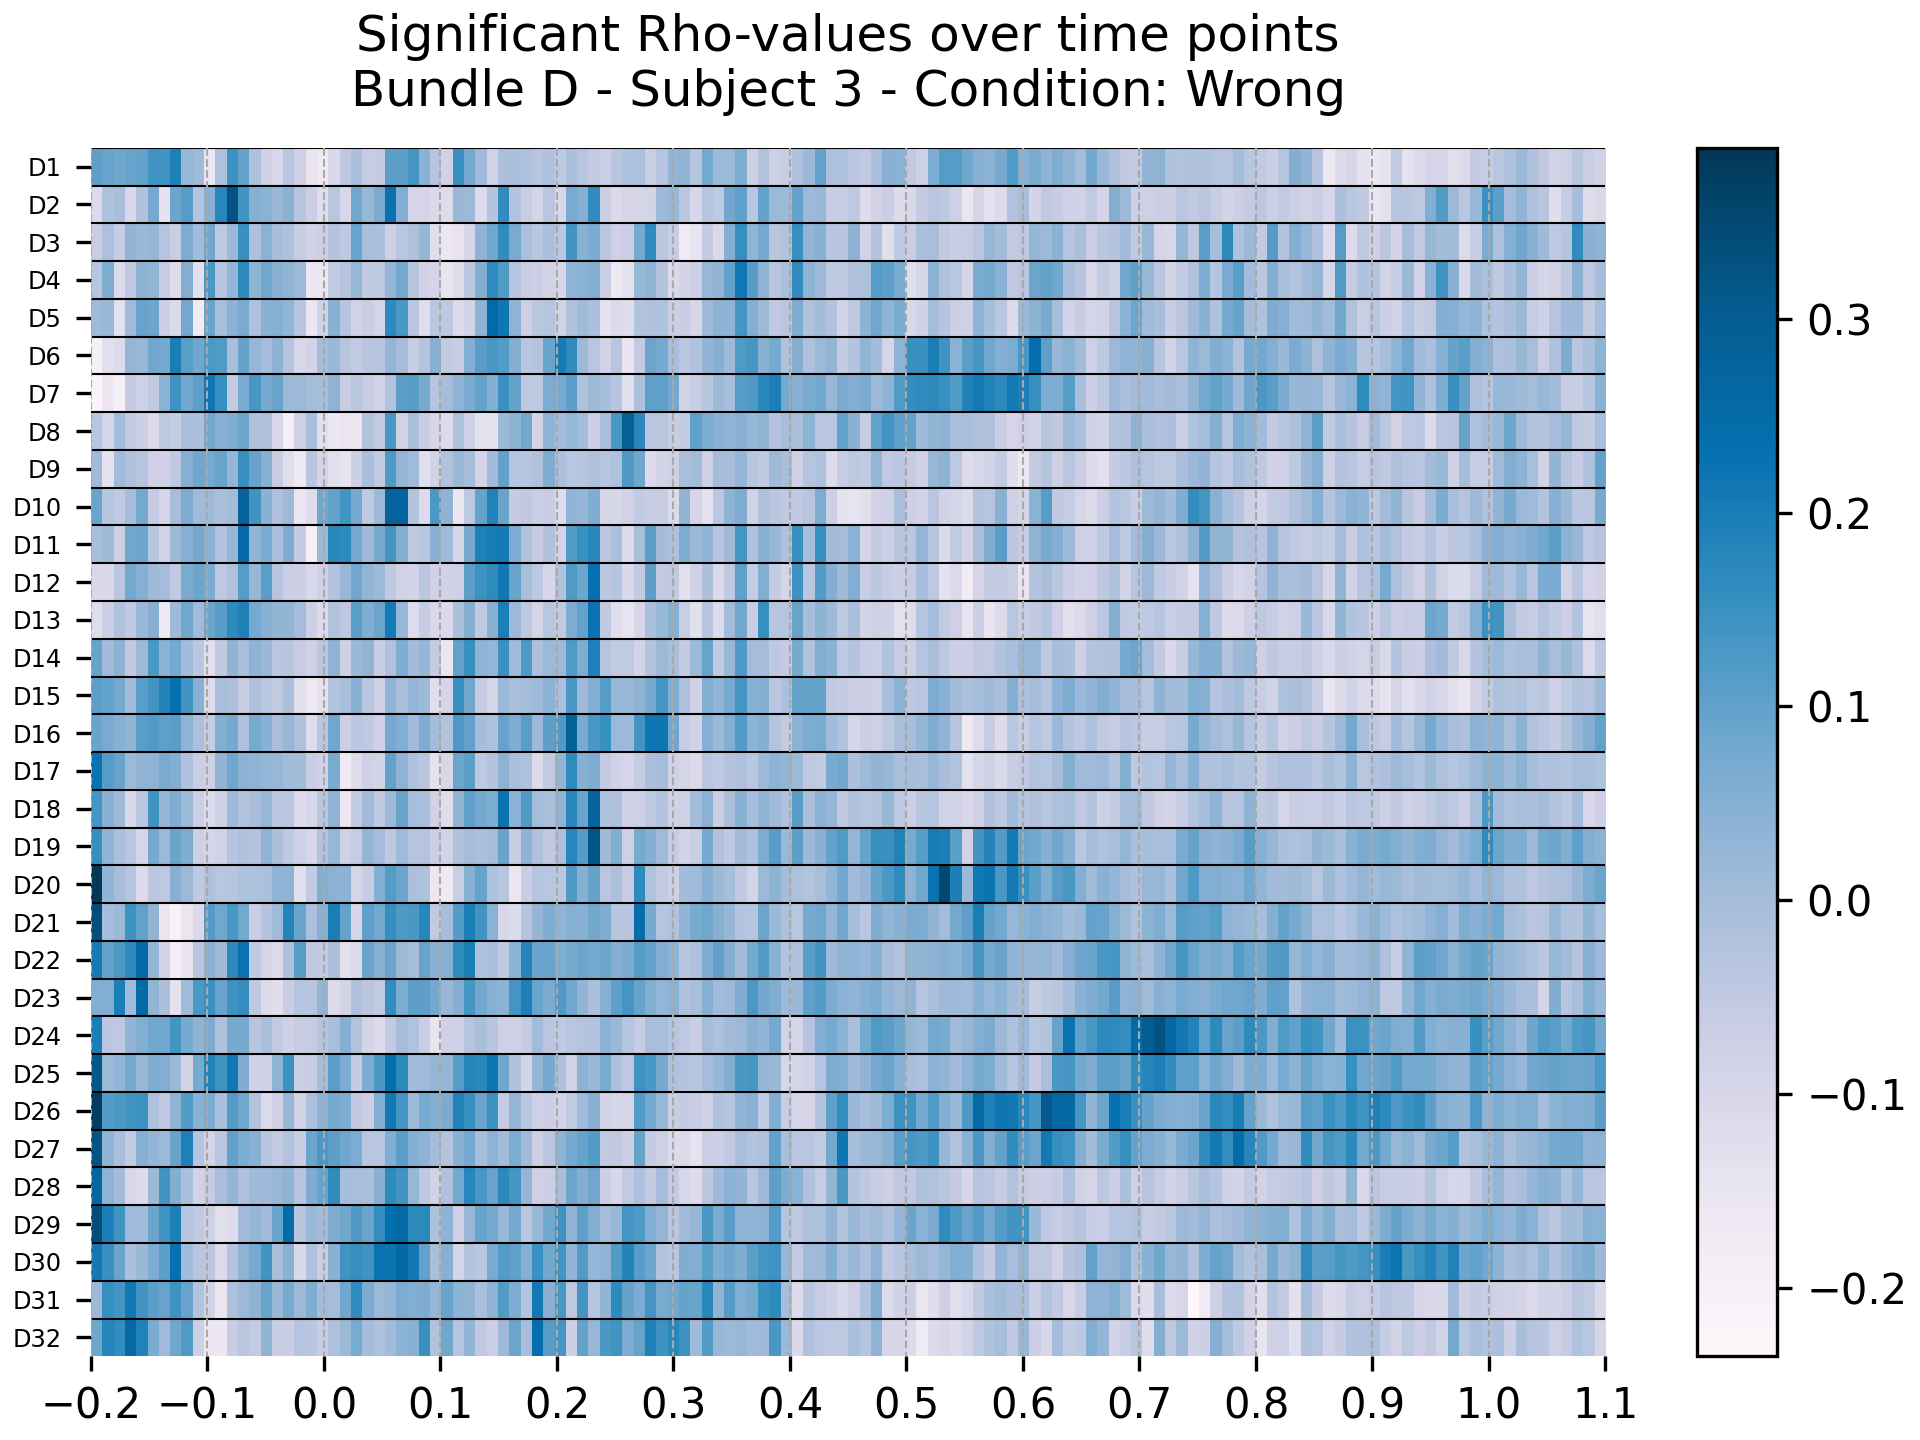 Significant Rho-values over time points
Bundle D - Subject 3 - Condition: Wrong
D1
D2
D3
D4
D5
D6
D7
D8
D9
D10
D11
D12
D13
D14
D15
D16
D17
D18
D19
D20
D21
D22
D23
D24
D25
D26
D27
D28
D29
D30
D31
D32
−0.2 −0.1 0.0 0.1 0.2 0.3 0.4 0.5 0.6 0.7 0.8 0.9 1.0 1.1
0.3
0.2
0.1
0.0
−0.1
−0.2